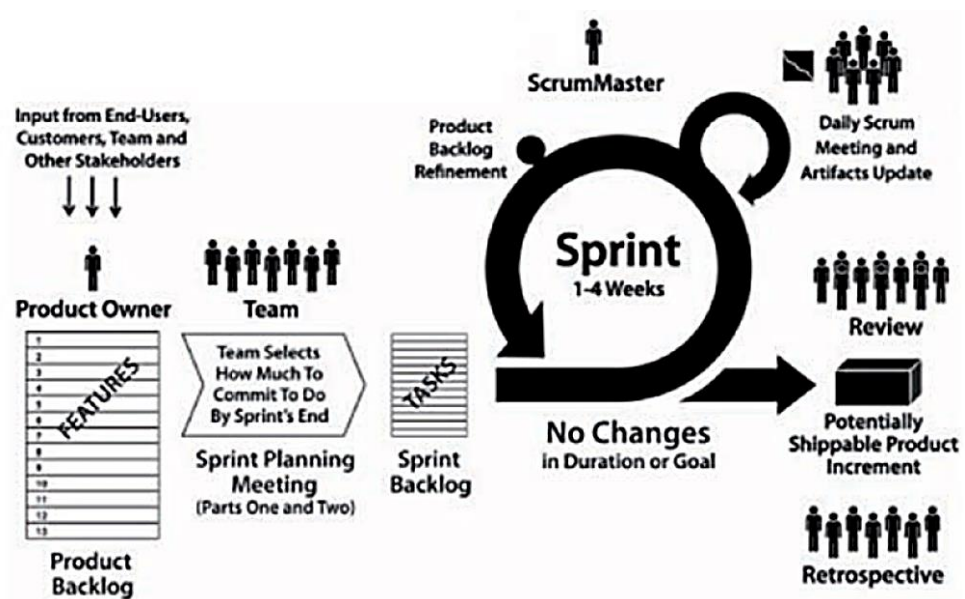 Input from End-Users,
Customers, Team and
Other Stakeholders
Product Owner
1
2
3
4
5
6
7
8
9
10
11
12
13
FEATURES
Product
Backlog
Team
Team Selects
How Much To
Commit To Do
By Sprint's End
Sprint Planning
Meeting
(Parts One and Two)
TASKS
Sprint
Backlog
ScrumMaster
Product
Backlog
Refinement
Sprint
1-4 Weeks
No Changes
in Duration or Goal
Daily Scrum
Meeting and
Artifacts Update
Review
Potentially
Shippable Product
Increment
Retrospective